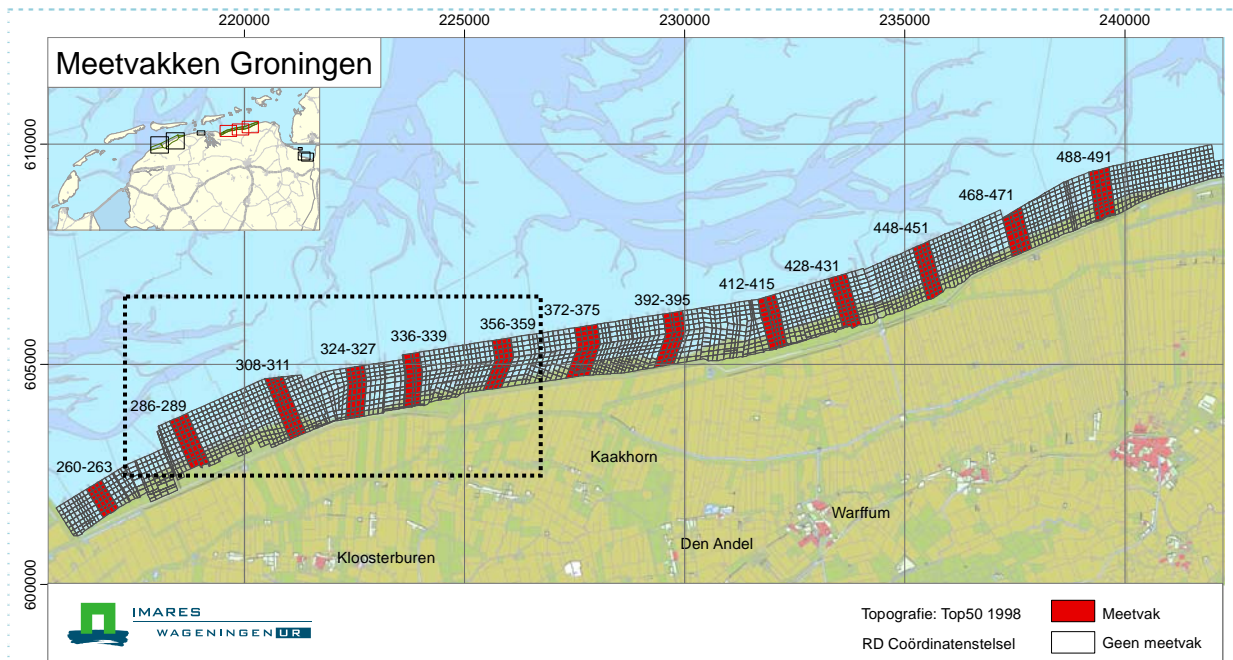 220000 225000 230000 235000 240000
Meetvakken Groningen
610000
605000
600000
488-491
468-471
448-451
428-431
412-415
392-395
372-375
356-359
336-339
324-327
308-311
286-289
260-263
Kaakhorn
Warffum
Den Andel
Kloosterburen
IMARES
WAGENINGEN UR
Topografie: Top50 1998
RD Coördinatenstelsel
Meetvak
Geen meetvak